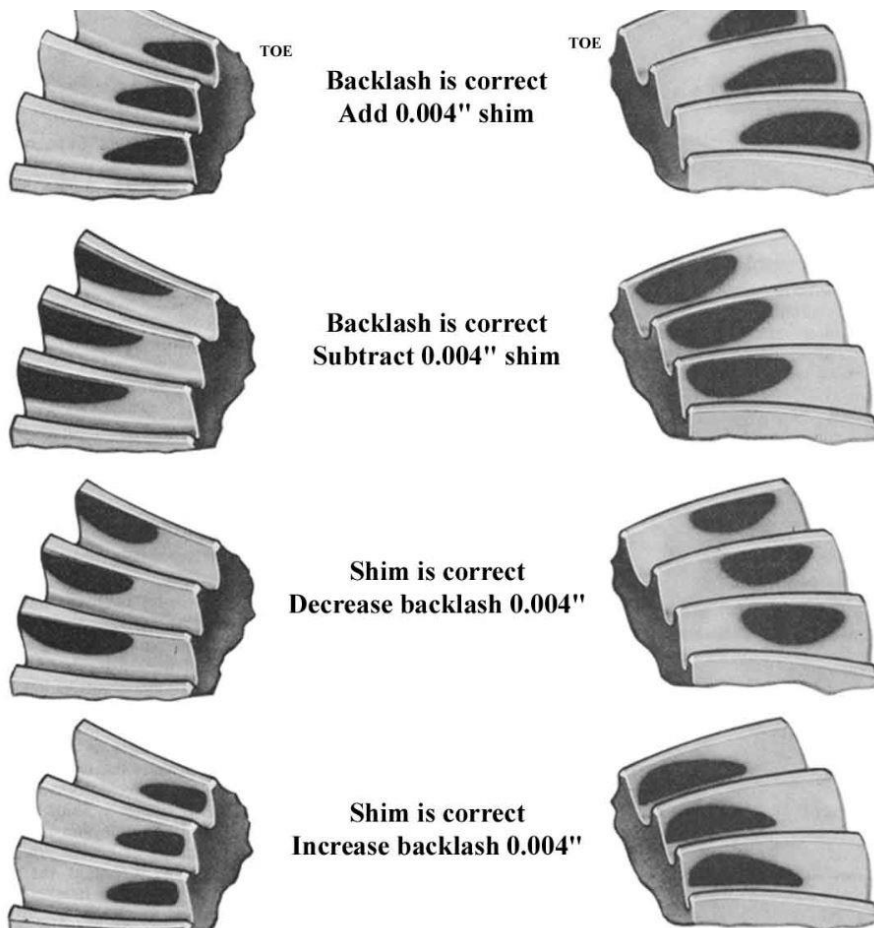 TOE
TOE
Backlash is correct
Add 0.004" shim
Backlash is correct
Subtract 0.004" shim
Shim is correct
Decrease backlash 0.004"
Shim is correct
Increase backlash 0.004"